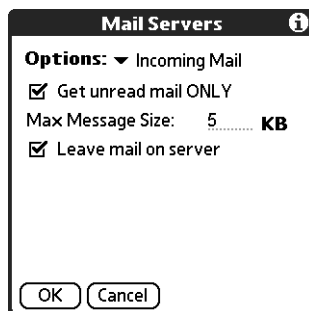 Mail Servers
Options: Incoming Mail
Get unread mail ONLY
Max Message Size: 5 KB
Leave mail on server
OK Cancel